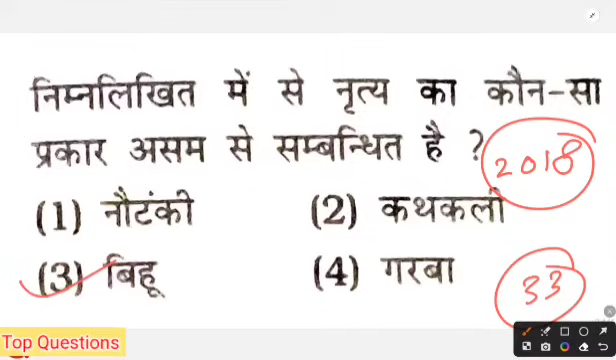 निम्नलिखित में से नृत्य का कौन-सा
प्रकार असम से सम्बन्धित है ?
2018
(1) नौटंकी (2) कथकली
(3) बिहू (4) गरबा
33
Top Questions